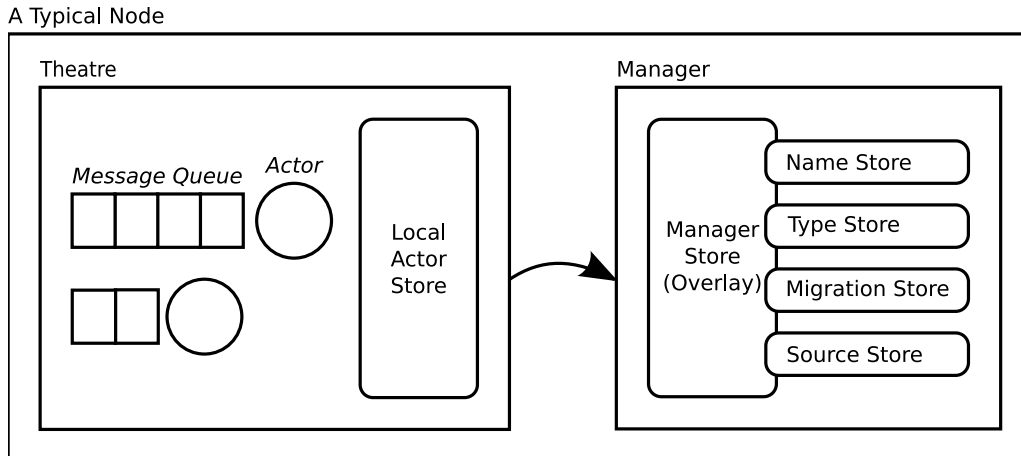 A Typical Node
Theatre
Manager
Message Queue
Actor
Local
Actor
Store
Manager
Store
(Overlay)
Name Store
Type Store
Migration Store
Source Store